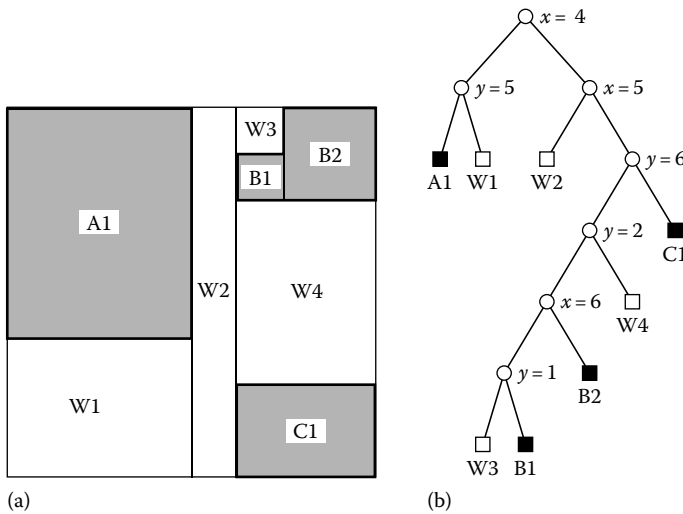 W3
B2
B1
A1
W2
W4
W1
C1
(a)
x = 4
y = 5
x = 5
A1
W1
W2
y = 6
C1
y = 2
W4
x = 6
B2
y = 1
W3
B1
(b)